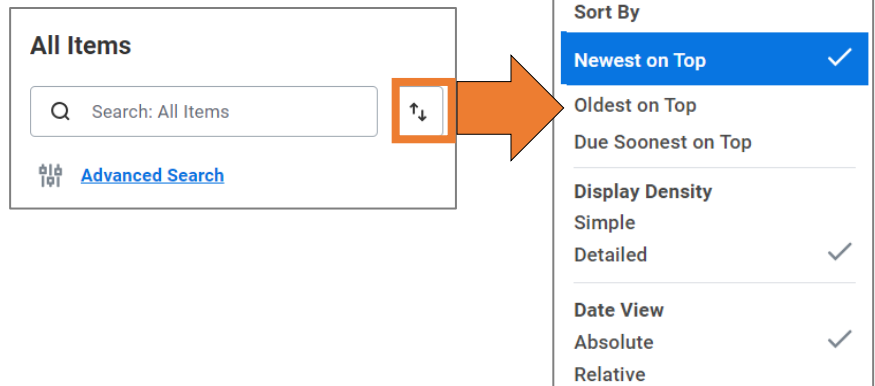 All Items
Search: All Items
Advanced Search
Sort By
Newest on Top
Oldest on Top
Due Soonest on Top
Display Density
Simple
Detailed
Date View
Absolute
Relative